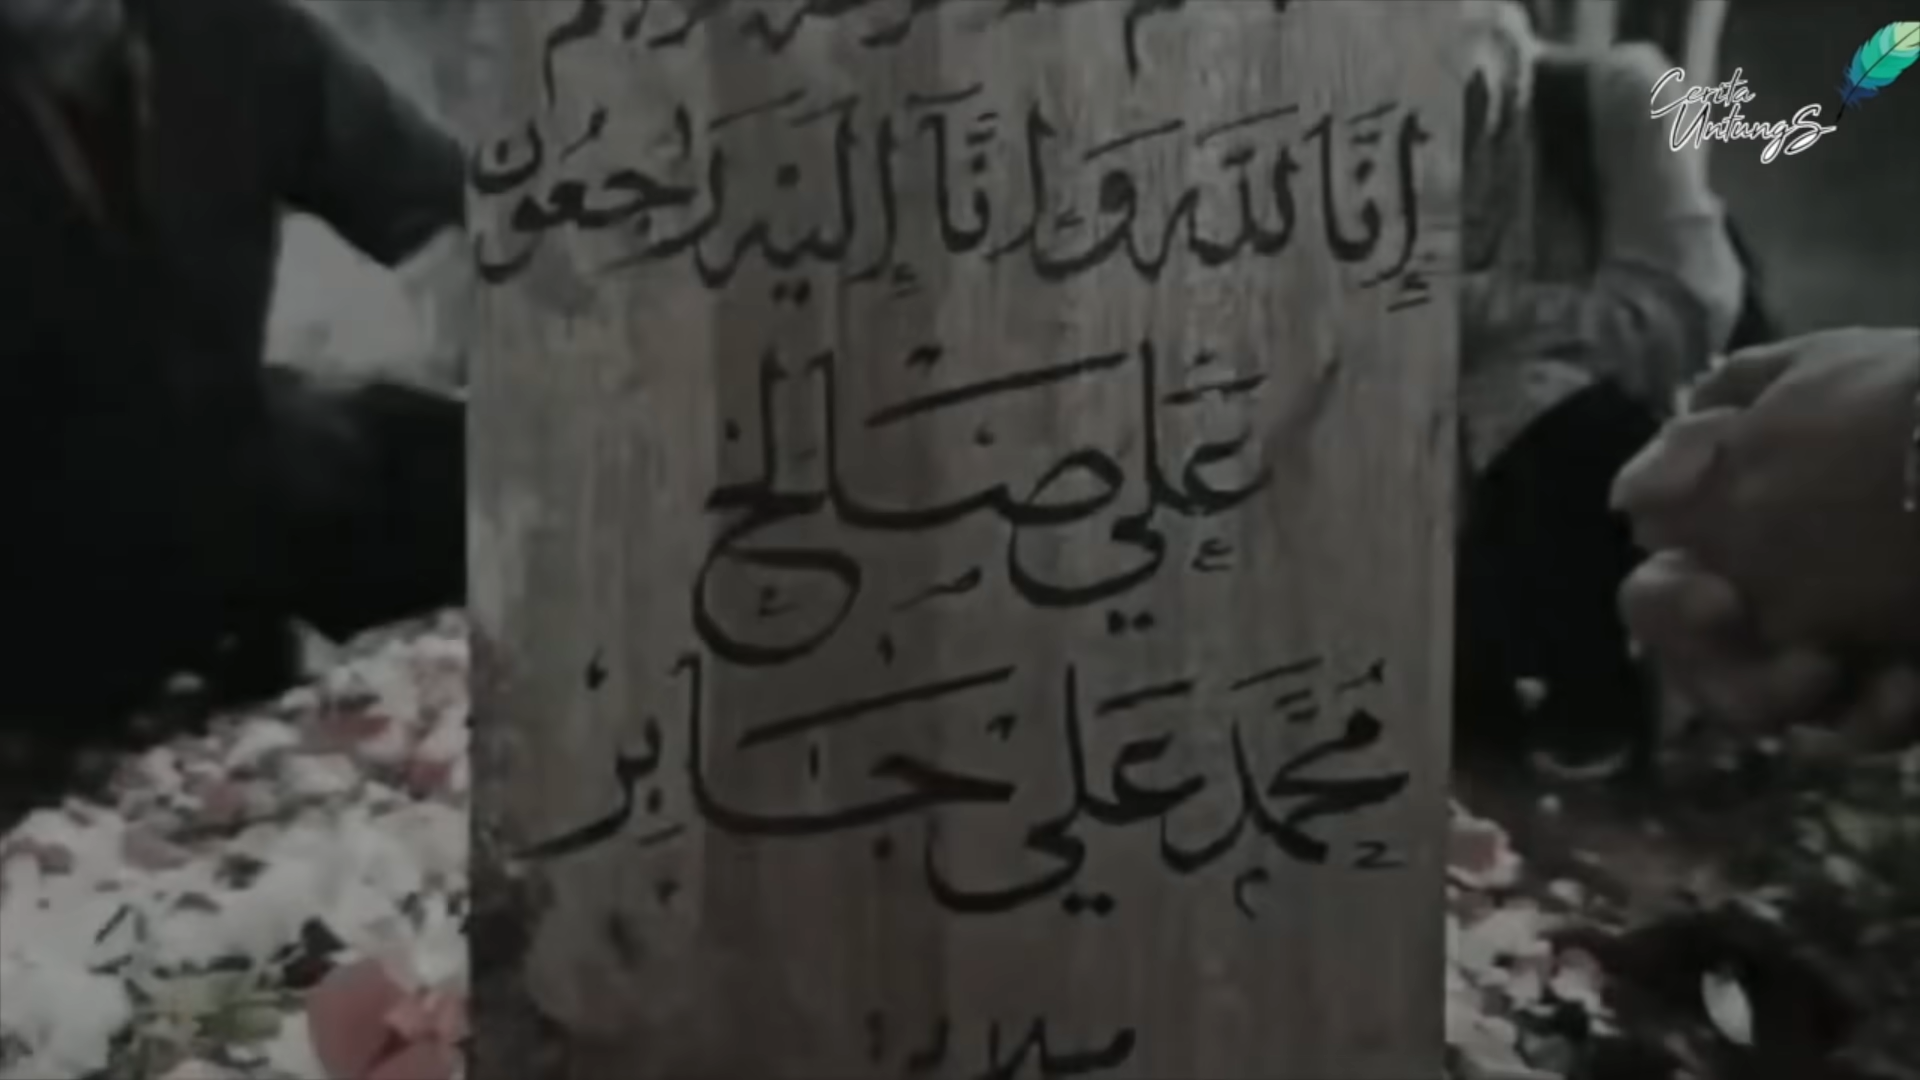 إِنَّا لِلَّهِ وَإِنَّا إِلَيْهِ رَاجِعُونَ
عَلِي صَالِح
مُحَمَّد عَلِي جَابِرْ
Cerita
UntungS